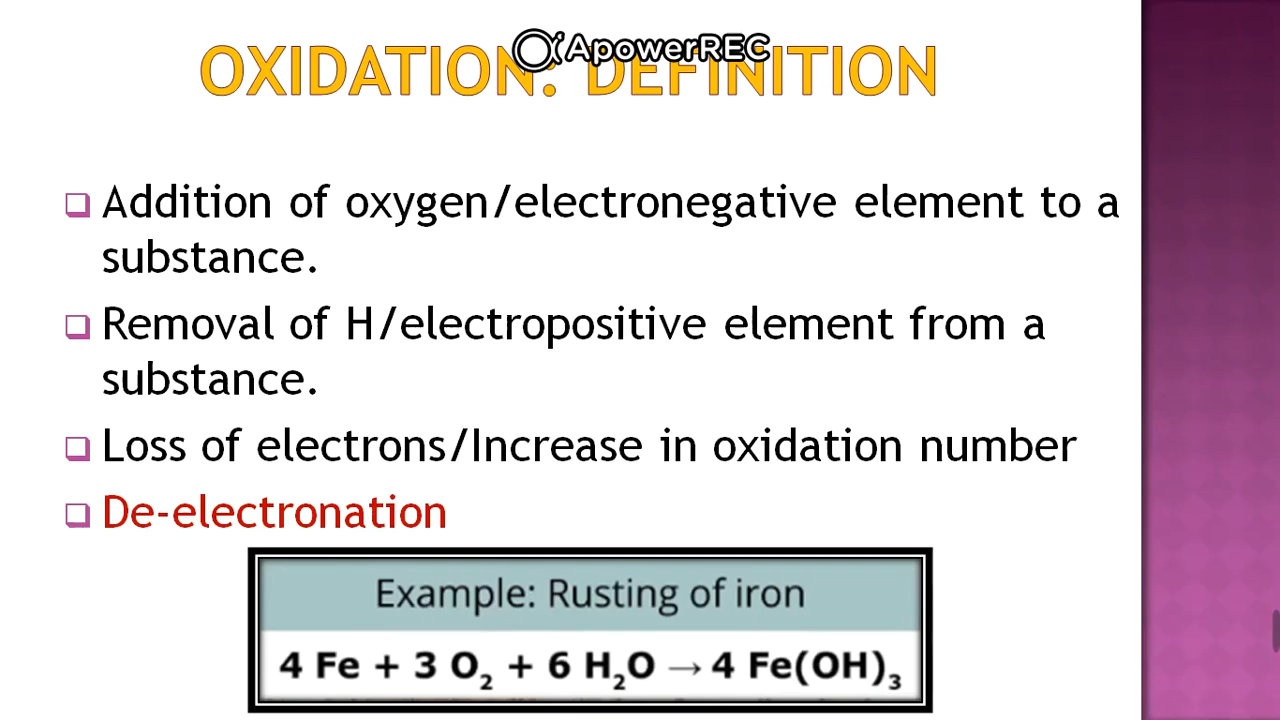 ApowerREC
OXIDATION: DEFINITION
Addition of oxygen/electronegative element to a
substance.
Removal of H/electropositive element from a
substance.
Loss of electrons/Increase in oxidation number
De-electronation
Example: Rusting of iron
4 Fe + 3 O₂ + 6 H₂O → 4 Fe(OH)₃